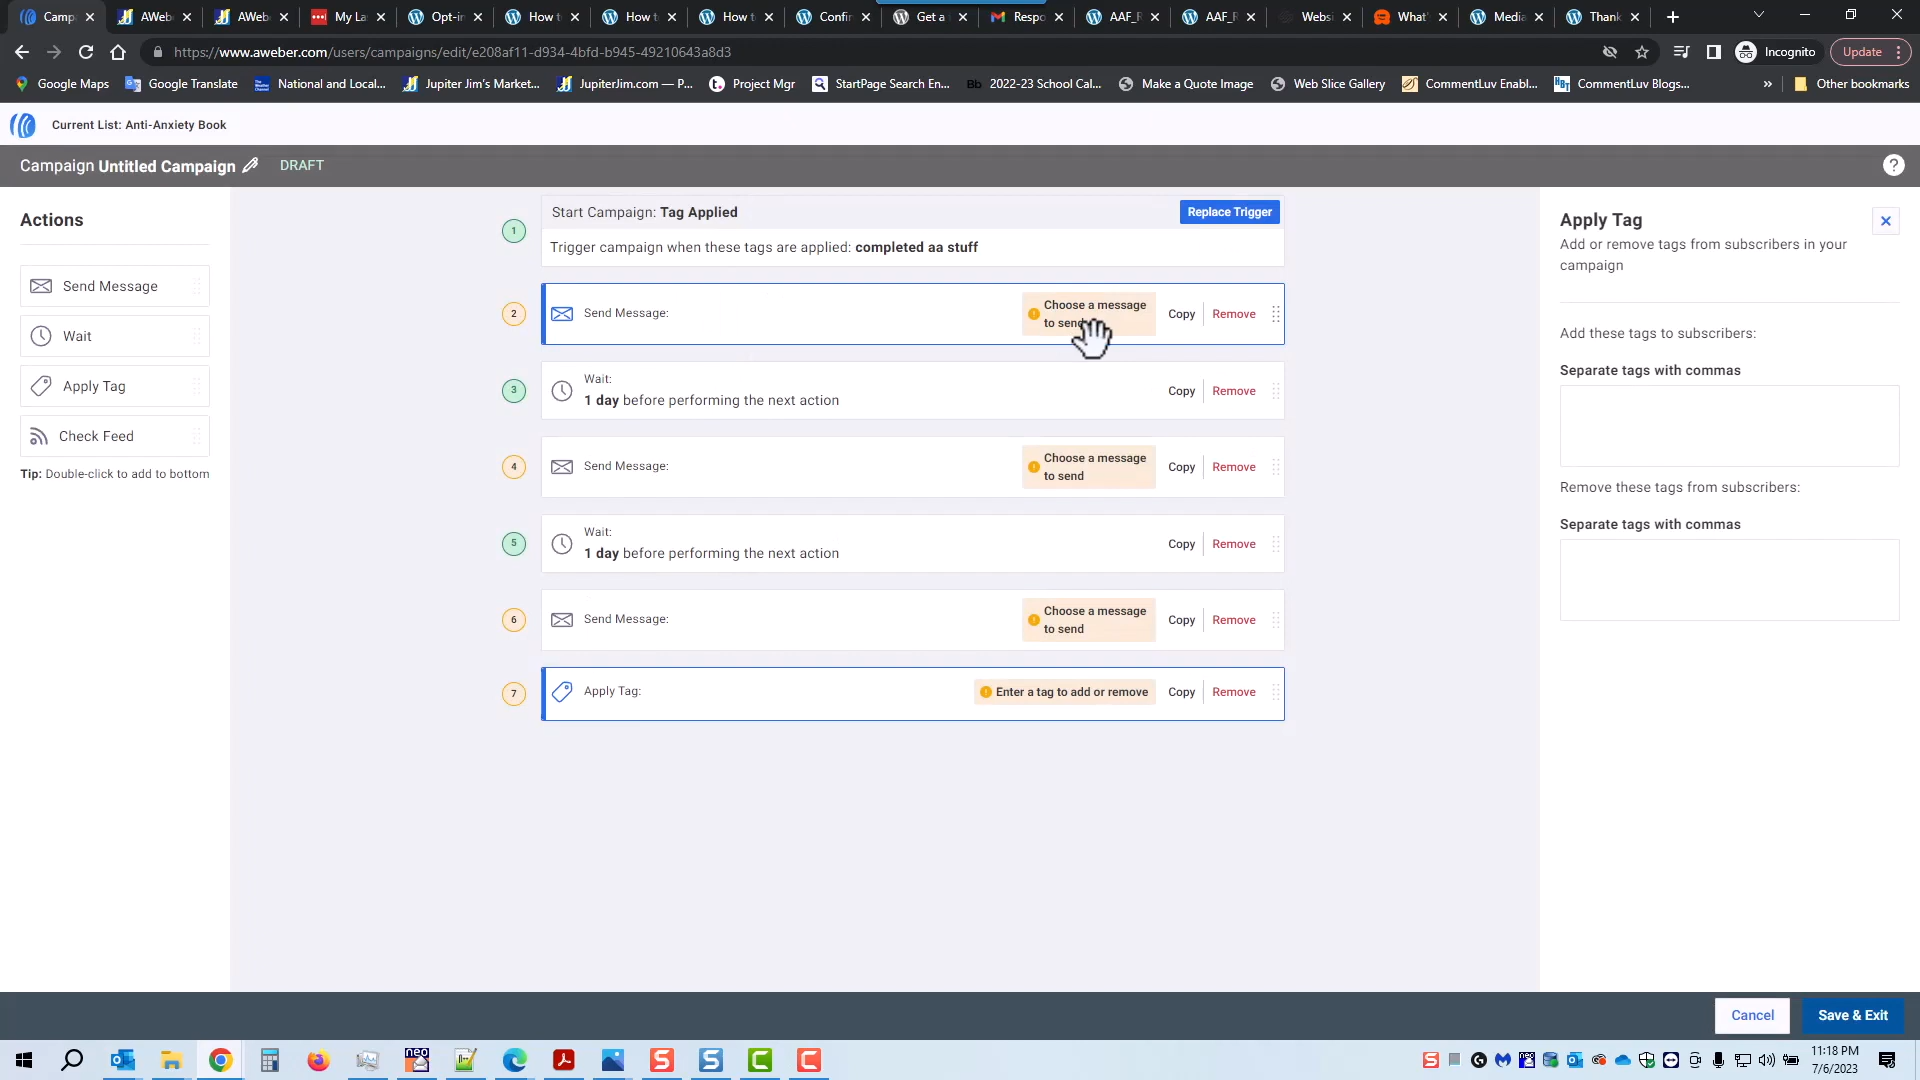 Camp
AWeb
AWeb
My La
Opt-i
How t
How t
How t
Confir
Get a
Respo
AAF_F
AAF_F
Websi
What'
Media
Thank
https://www.aweber.com/users/campaigns/edit/e208af11-d934-4bfd-b945-49210643a8d3
Incognito
Update
Google Maps
Google Translate
National and Local...
Jupiter Jim's Market...
JupiterJim.com — P...
Project Mgr
StartPage Search En...
Bb 2022-23 School Cal...
Make a Quote Image
Web Slice Gallery
CommentLuv Enabl...
CommentLuv Blogs...
»
Other bookmarks
Current List: Anti-Anxiety Book
Campaign Untitled Campaign
DRAFT
?
Actions
Send Message
Wait
Apply Tag
Check Feed
Tip: Double-click to add to bottom
1
Start Campaign: Tag Applied
Replace Trigger
Trigger campaign when these tags are applied: completed aa stuff
2
Send Message:
Choose a message
to send
Copy
Remove
3
Wait:
1 day before performing the next action
Copy
Remove
4
Send Message:
Choose a message
to send
Copy
Remove
5
Wait:
1 day before performing the next action
Copy
Remove
6
Send Message:
Choose a message
to send
Copy
Remove
7
Apply Tag:
Enter a tag to add or remove
Copy
Remove
Apply Tag
Add or remove tags from subscribers in your
campaign
Add these tags to subscribers:
Separate tags with commas
Remove these tags from subscribers:
Separate tags with commas
Cancel
Save & Exit
neo
11:18 PM
7/6/2023